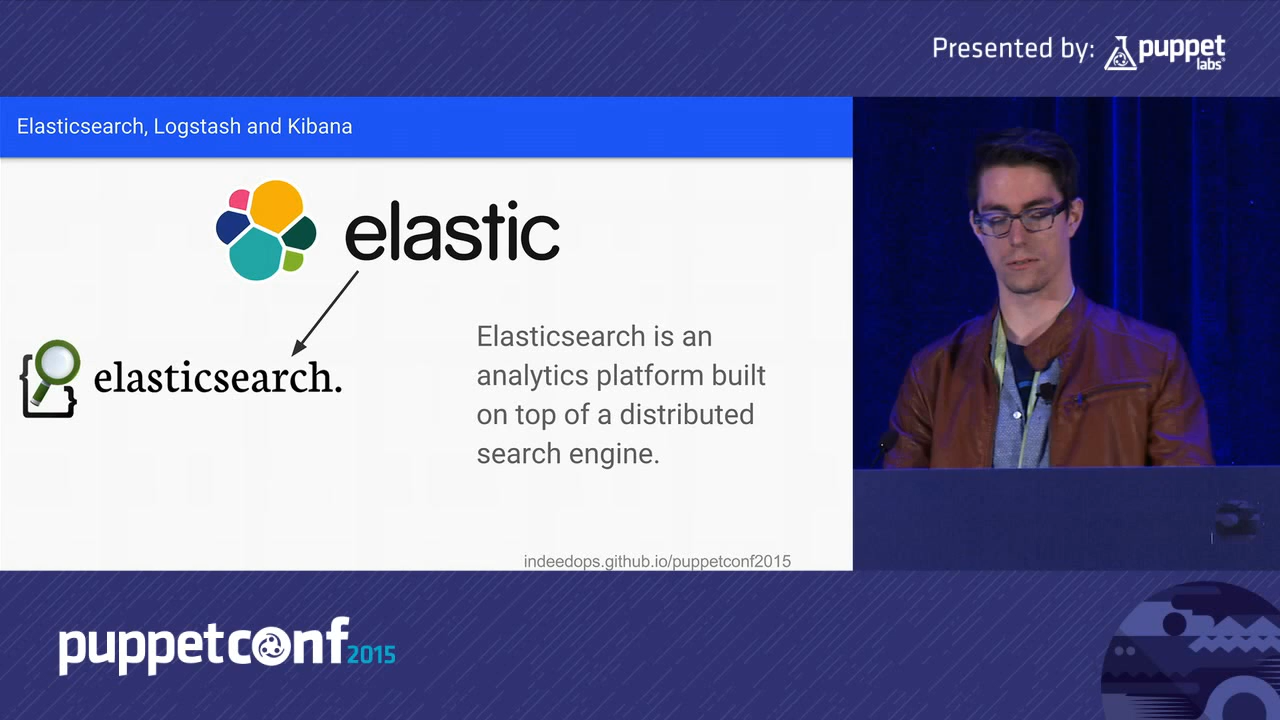 Presented by: puppet labs®
Elasticsearch, Logstash and Kibana
elastic
elasticsearch.
Elasticsearch is an
analytics platform built
on top of a distributed
search engine.
indeedops.github.io/puppetconf2015
puppetconf2015